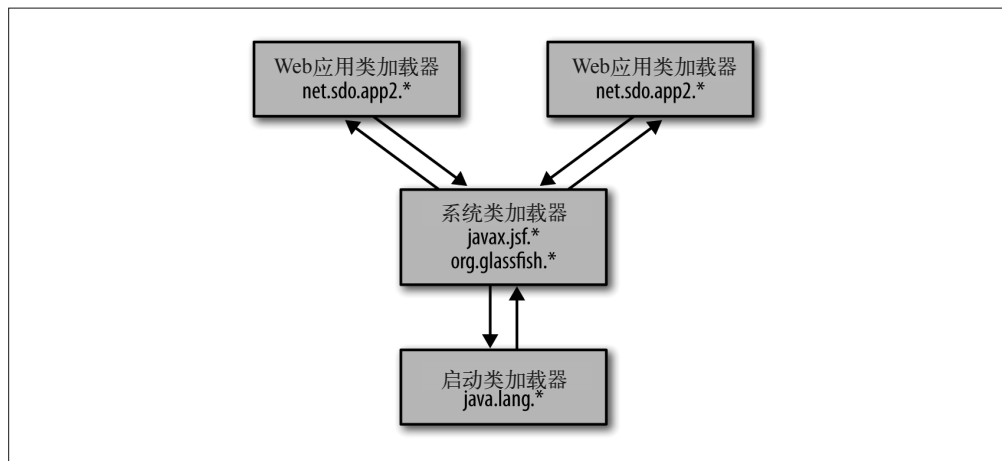 Web应用类加载器
net.sdo.app2.*
Web应用类加载器
net.sdo.app2.*
系统类加载器
javax.jsf.*
org.glassfish.*
启动类加载器
java.lang.*